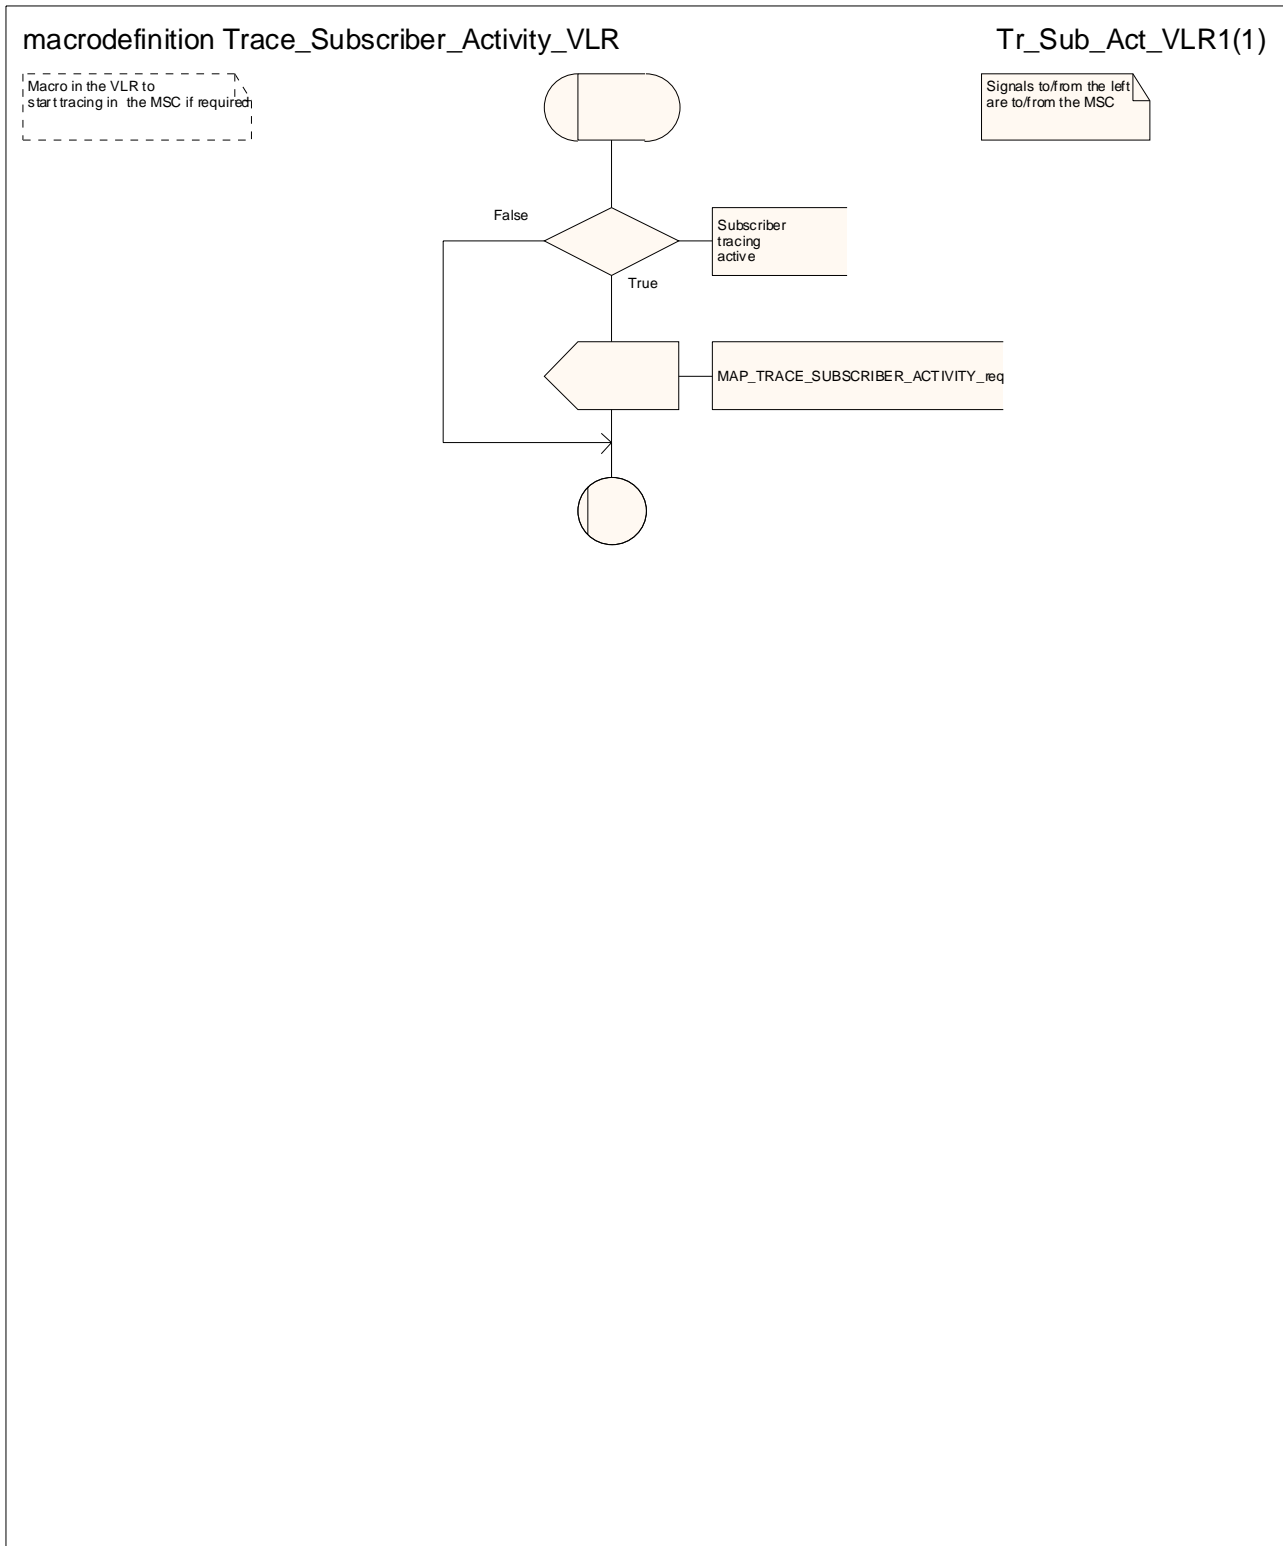 macrodefinition Trace_Subscriber_Activity_VLR
Tr_Sub_Act_VLR1(1)
Macro in the VLR to
start tracing in the MSC if required
Signals to/from the left
are to/from the MSC
False
Subscriber
tracing
active
True
MAP_TRACE_SUBSCRIBER_ACTIVITY_req